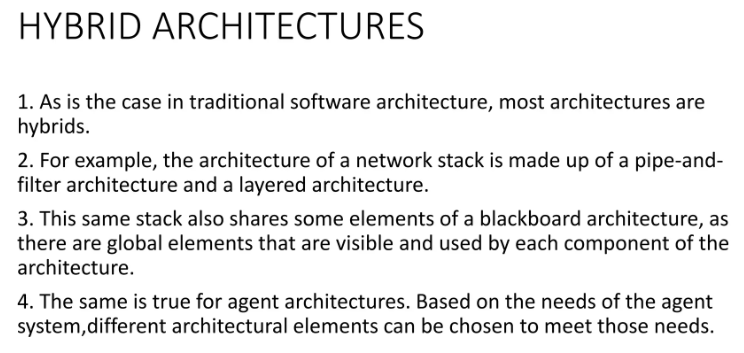 HYBRID ARCHITECTURES
1. As is the case in traditional software architecture, most architectures are
hybrids.
2. For example, the architecture of a network stack is made up of a pipe-and-
filter architecture and a layered architecture.
3. This same stack also shares some elements of a blackboard architecture, as
there are global elements that are visible and used by each component of the
architecture.
4. The same is true for agent architectures. Based on the needs of the agent
system,different architectural elements can be chosen to meet those needs.